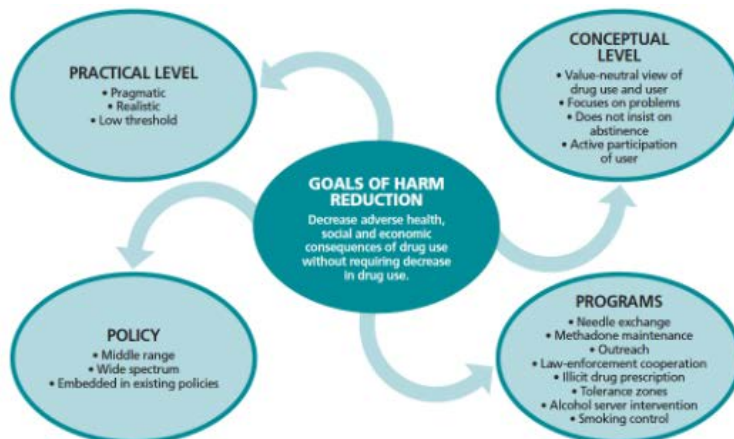 PRACTICAL LEVEL
• Pragmatic
• Realistic
• Low threshold
CONCEPTUAL
LEVEL
• Value-neutral view of
drug use and user
• Focuses on problems
• Does not insist on
abstinence
• Active participation
of user
GOALS OF HARM
REDUCTION
Decrease adverse health,
social and economic
consequences of drug use
without requiring decrease
in drug use.
POLICY
• Middle range
• Wide spectrum
• Embedded in existing policies
PROGRAMS
• Needle exchange
• Methadone maintenance
• Outreach
• Law-enforcement cooperation
• Illicit drug prescription
• Tolerance zones
• Alcohol server intervention
• Smoking control